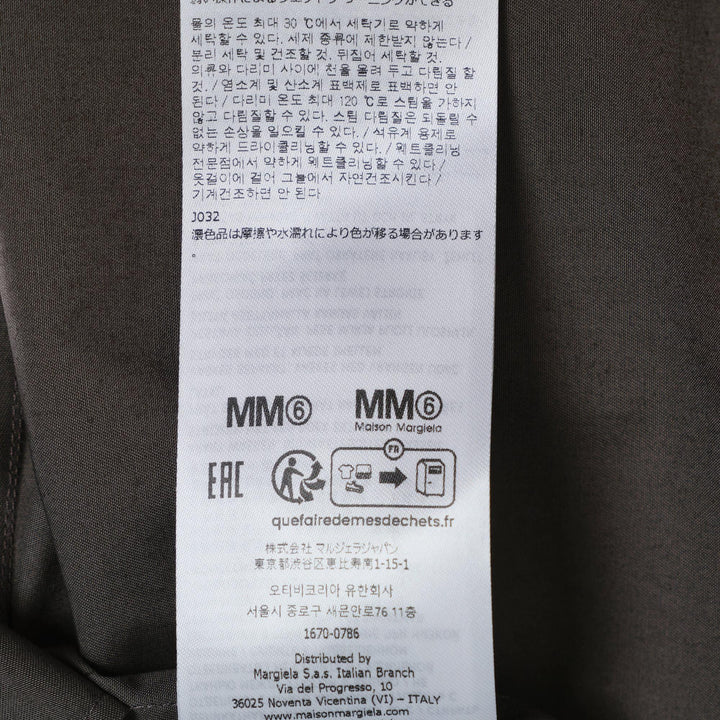 물의 온도 최대 30 ℃에서 세탁기로 약하게
세탁할 수 있다. 세제 종류에 제한받지 않는다 /
분리 세탁 및 건조할 것. 뒤집어 세탁할 것.
의류와 다리미 사이에 천을 올려 두고 다림질 할
것. / 염소계 및 산소계 표백제로 표백하면 안
된다 / 다리미 온도 최대 120 ℃로 스팀을 가하지
않고 다림질할 수 있다. 스팀 다림질은 되돌릴 수
없는 손상을 일으킬 수 있다. / 석유계 용제로
약하게 드라이클리닝할 수 있다. / 웨트클리닝
전문점에서 약하게 웨트클리닝할 수 있다 /
옷걸이에 걸어 그늘에서 자연건조시킨다 /
기계건조하면 안 된다
J032
濃色品は摩擦や水濡れにより色が移る場合があります
。
MM⑥ MM⑥
Maison Margiela
EAC FR
quefairedemesdechets.fr
株式会社 マルジェラジャパン
東京都渋谷区恵比寿南1-15-1
오티비코리아 유한회사
서울시 종로구 새문안로76 11층
1670-0786
Distributed by
Margiela S.a.s. Italian Branch
Via del Progresso, 10
36025 Noventa Vicentina (VI) – ITALY
www.maisonmargiela.com